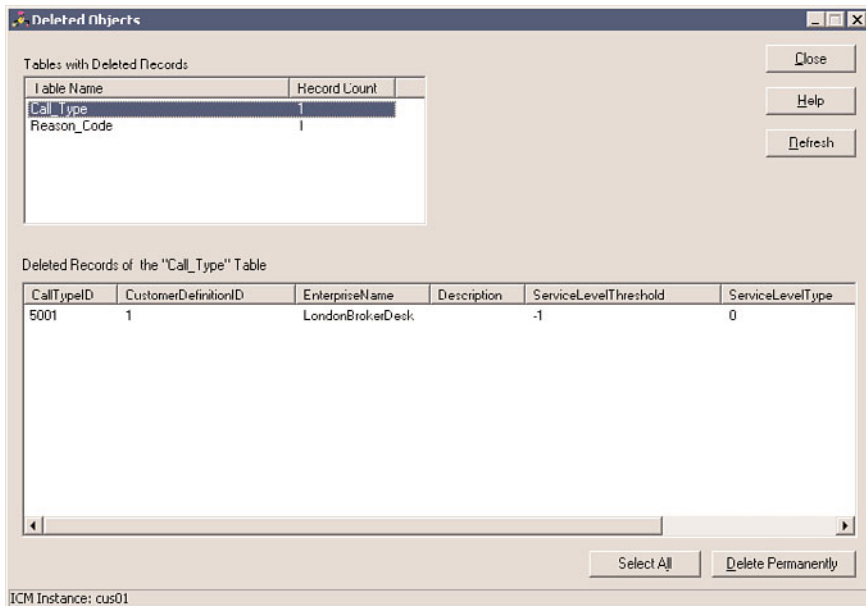 Deleted Objects
Tables with Deleted Records
Table Name Record Count
Call_Type 1
Reason_Code 1
Close
Help
Refresh
Deleted Records of the "Call_Type" Table
CallTypeID CustomerDefinitionID EnterpriseName Description ServiceLevelThreshold ServiceLevelType
5001 1 LondonBrokerDesk -1 0
Select All Delete Permanently
ICM Instance: cus01